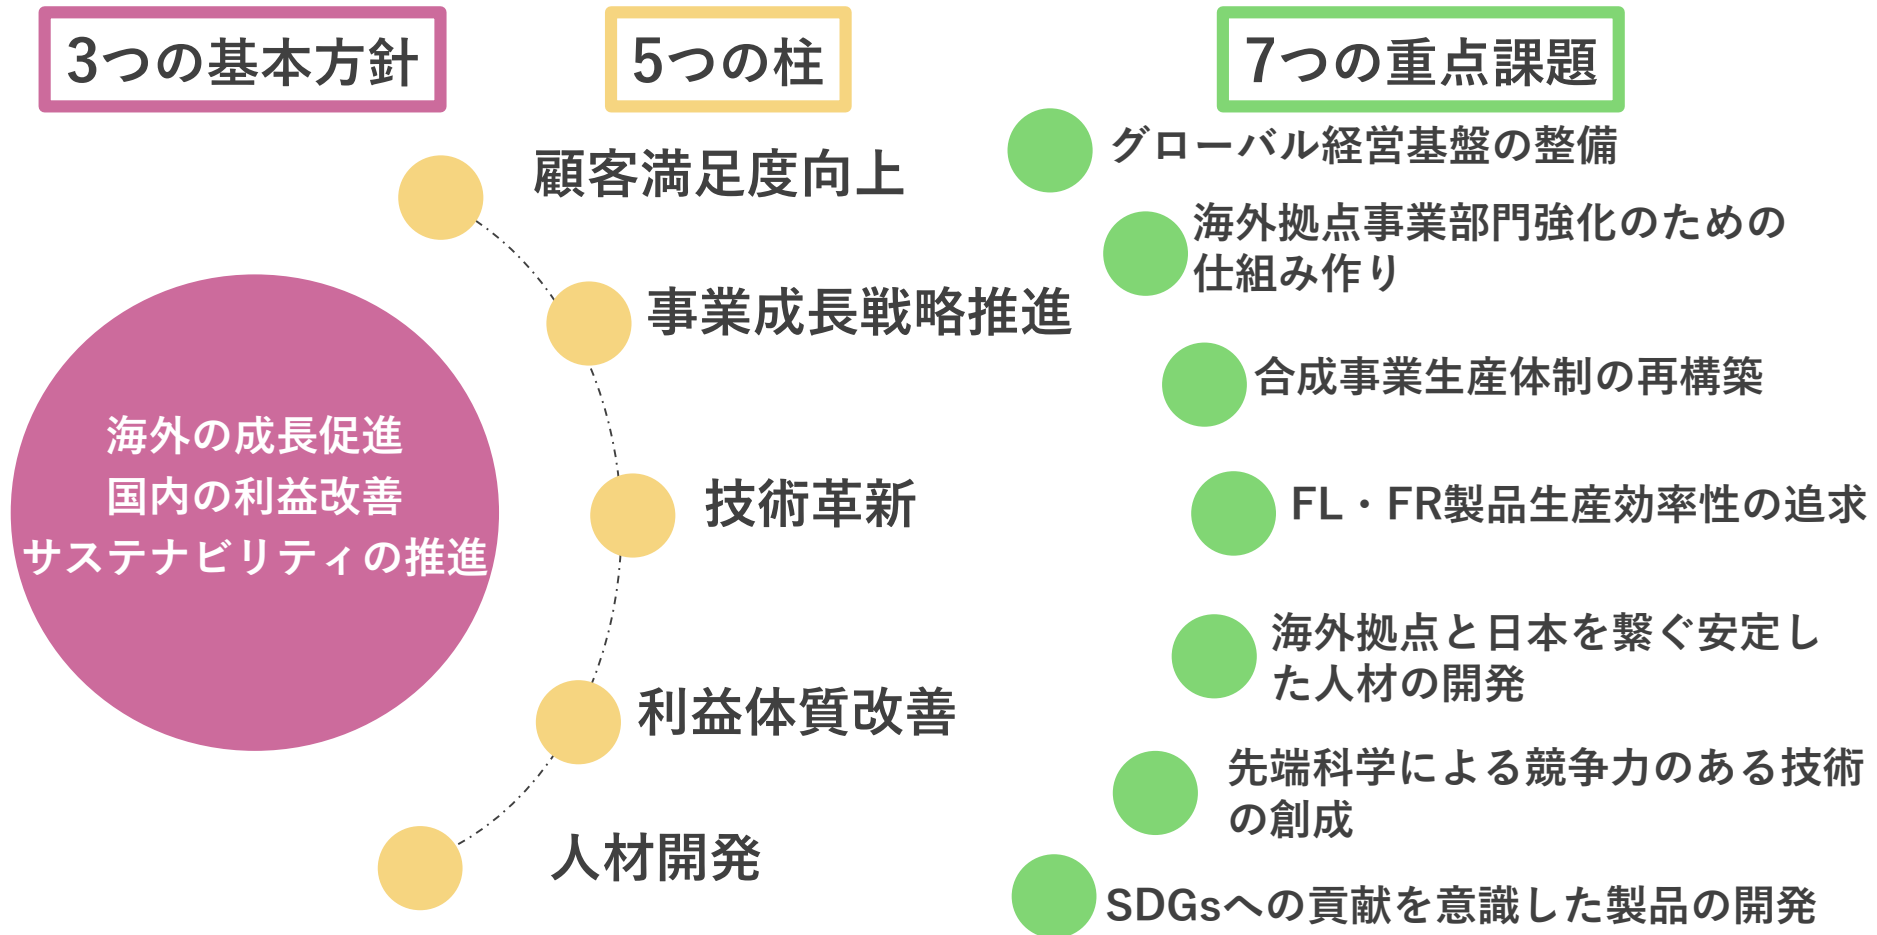 3つの基本方針
海外の成長促進
国内の利益改善
サステナビリティの推進
5つの柱
顧客満足度向上
事業成長戦略推進
技術革新
利益体質改善
人材開発
7つの重点課題
グローバル経営基盤の整備
海外拠点事業部門強化のための
仕組み作り
合成事業生産体制の再構築
FL・FR製品生産効率性の追求
海外拠点と日本を繋ぐ安定し
た人材の開発
先端科学による競争力のある技術
の創成
SDGsへの貢献を意識した製品の開発